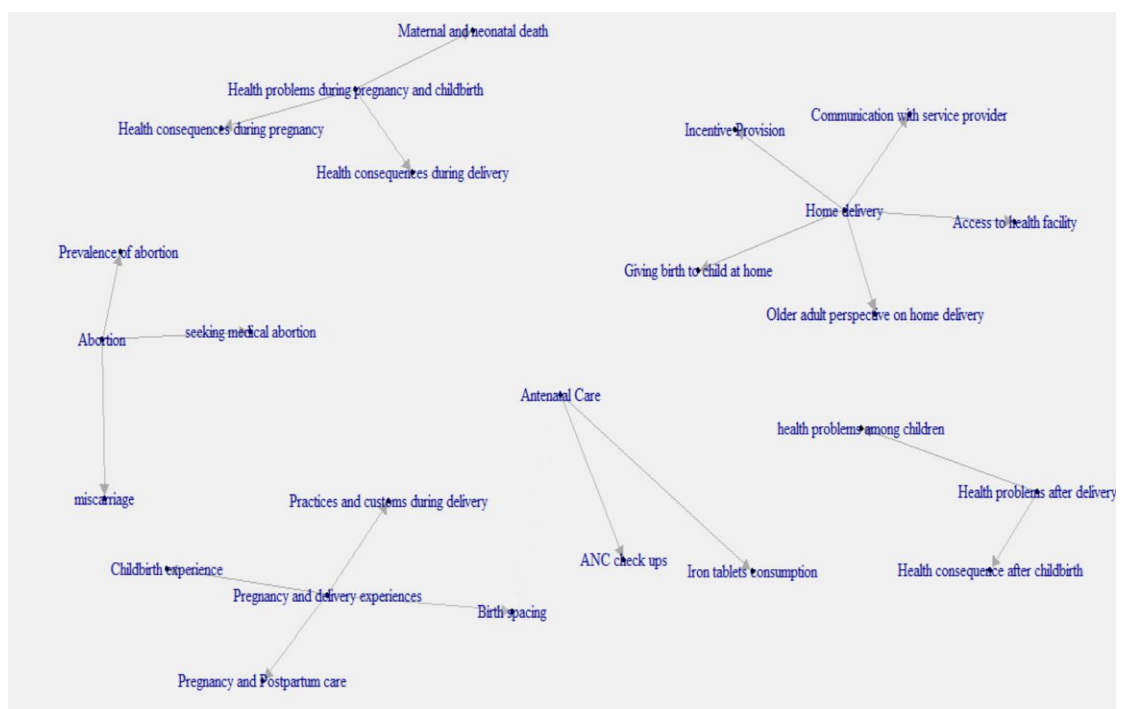 Maternal and neonatal death
Health problems during pregnancy and childbirth
Health consequences during pregnancy
Health consequences during delivery
Communication with service provider
Incentive Provision
Home delivery
Access to health facility
Giving birth to child at home
Older adult perspective on home delivery
Prevalence of abortion
seeking medical abortion
Abortion
miscarriage
Antenatal Care
ANC check ups
Iron tablets consumption
health problems among children
Health problems after delivery
Health consequence after childbirth
Practices and customs during delivery
Childbirth experience
Pregnancy and delivery experiences
Birth spacing
Pregnancy and Postpartum care